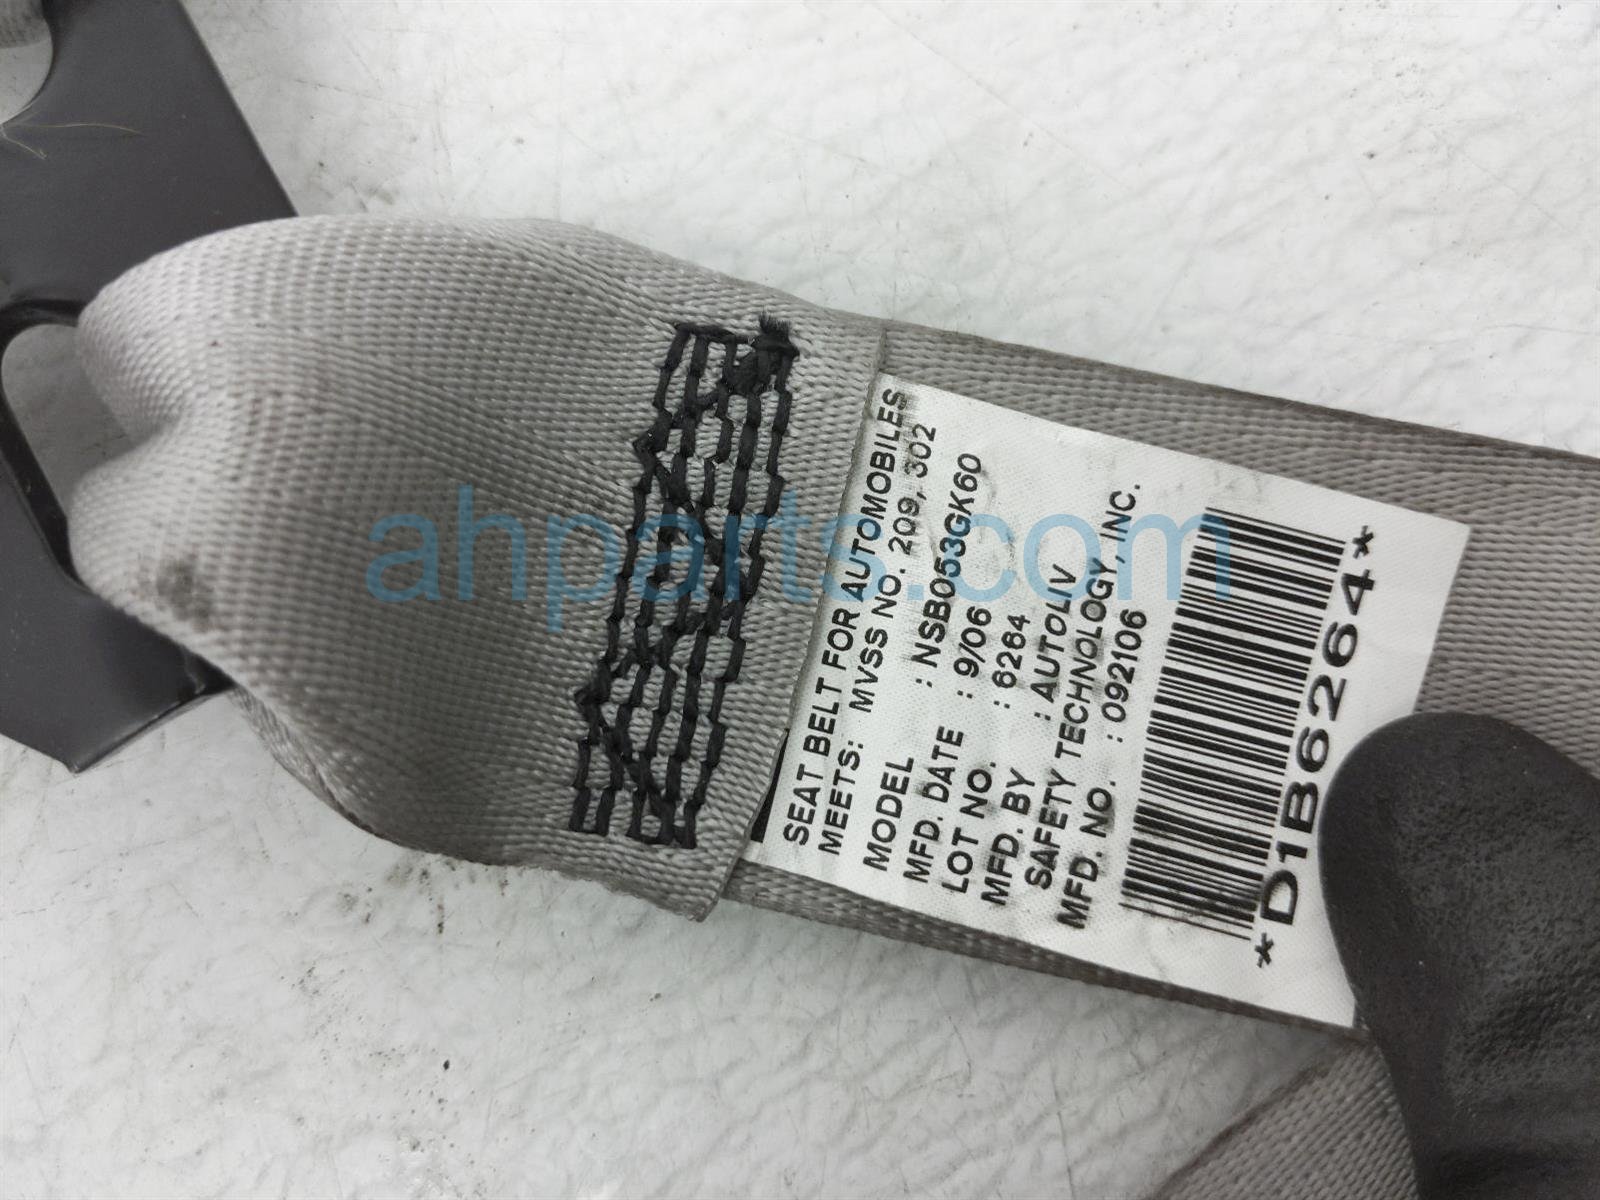 SEAT BELT FOR AUTOMOBILES
MEETS: MVSS NO. 209, 302
MODEL : NSB053GK60
MFD. DATE : 9/06
LOT NO. : 6264
MFD. BY : AUTOLIV
SAFETY TECHNOLOGY, INC.
MFD. NO. : 092106
*D1B6264*
ahparts.com